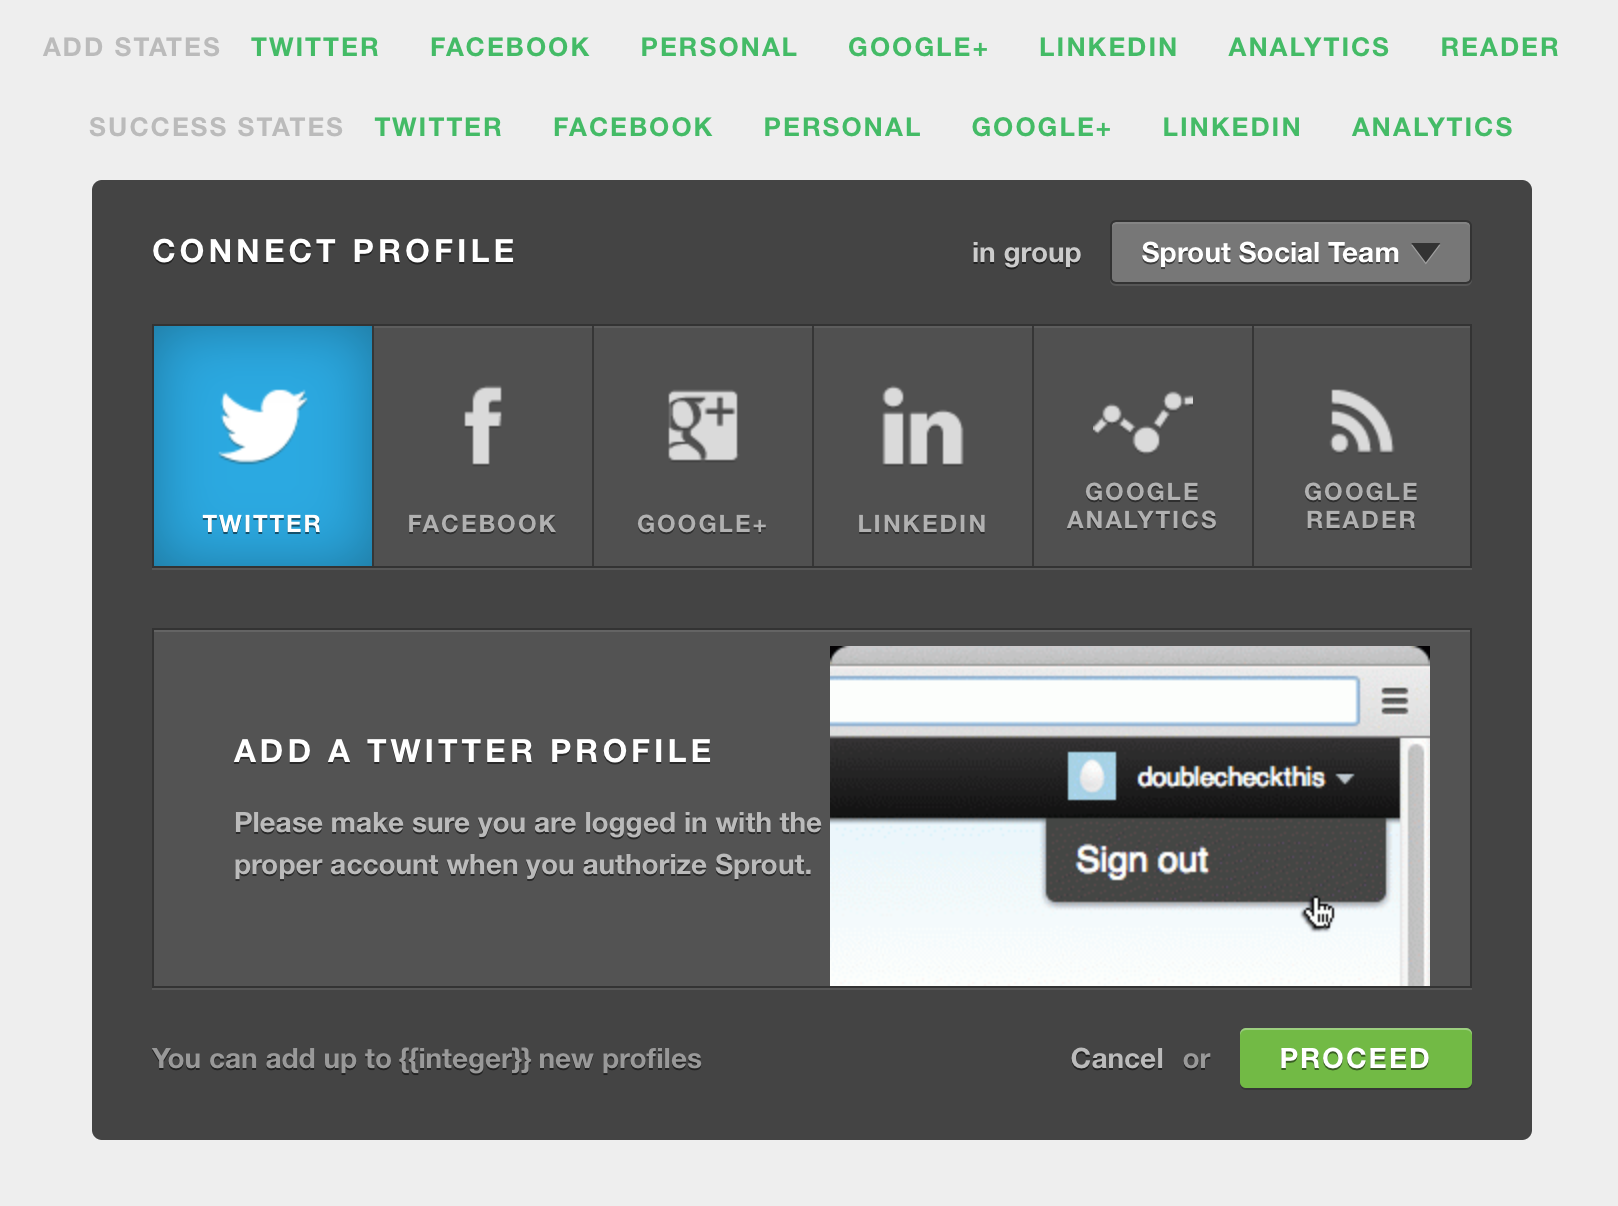 ADD STATES TWITTER FACEBOOK PERSONAL GOOGLE+ LINKEDIN ANALYTICS READER
SUCCESS STATES TWITTER FACEBOOK PERSONAL GOOGLE+ LINKEDIN ANALYTICS
CONNECT PROFILE
in group Sprout Social Team
TWITTER
FACEBOOK
GOOGLE+
LINKEDIN
GOOGLE
ANALYTICS
GOOGLE
READER
ADD A TWITTER PROFILE
Please make sure you are logged in with the
proper account when you authorize Sprout.
doublecheckthis
Sign out
You can add up to {{integer}} new profiles
Cancel or PROCEED